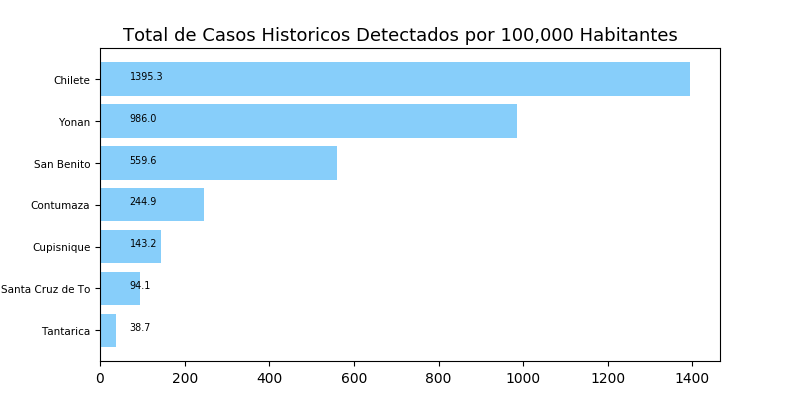 Total de Casos Historicos Detectados por 100,000 Habitantes
Chilete 1395.3
Yonan 986.0
San Benito 559.6
Contumaza 244.9
Cupisnique 143.2
Santa Cruz de To 94.1
Tantarica 38.7
0 200 400 600 800 1000 1200 1400